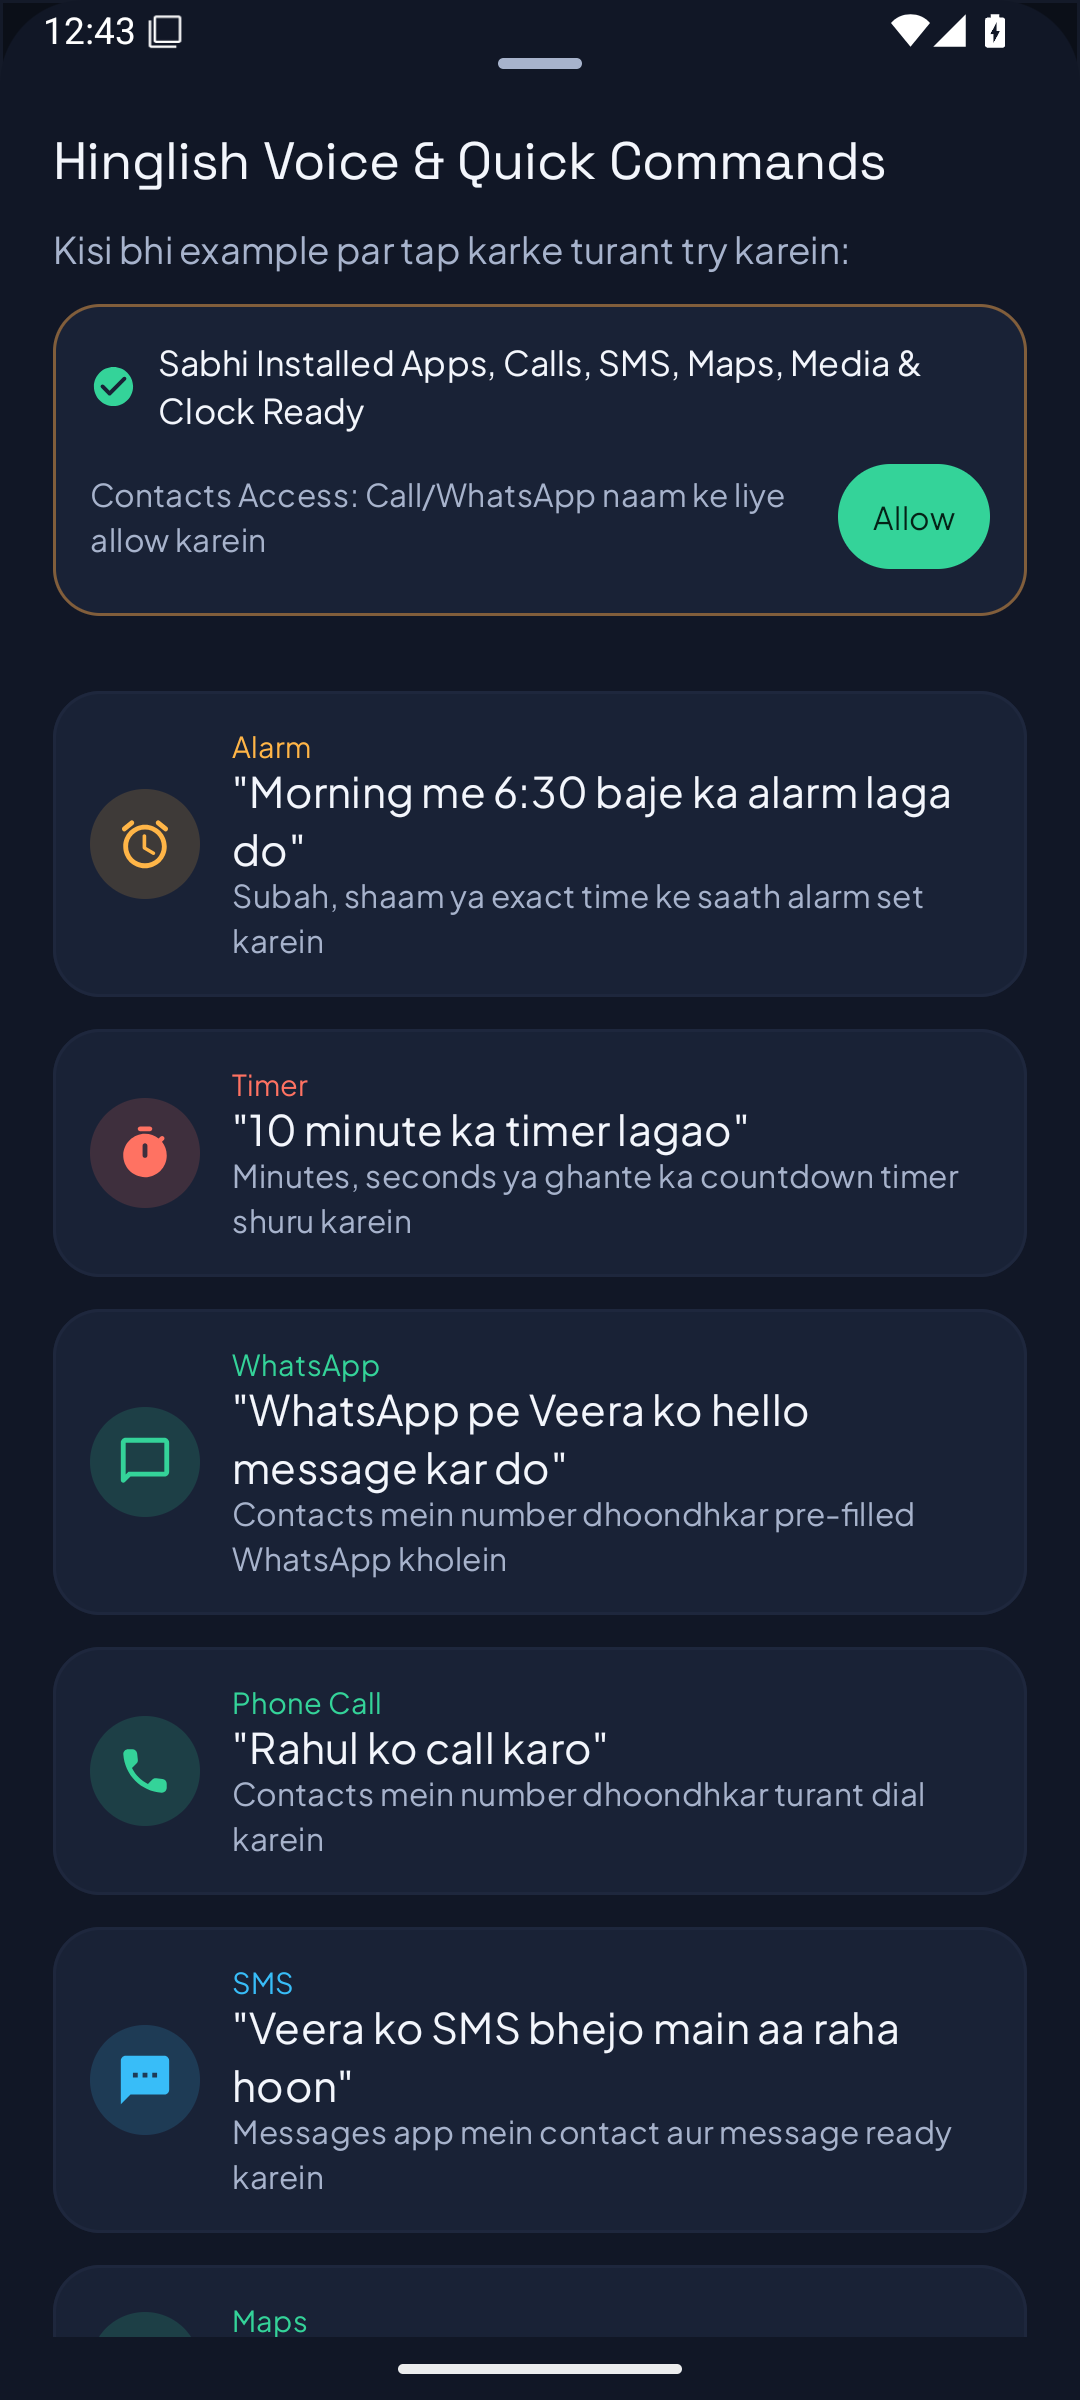 12:43
Hinglish Voice & Quick Commands
Kisi bhi example par tap karke turant try karein:
Sabhi Installed Apps, Calls, SMS, Maps, Media &
Clock Ready
Contacts Access: Call/WhatsApp naam ke liye
allow karein
Allow
Alarm
"Morning me 6:30 baje ka alarm laga
do"
Subah, shaam ya exact time ke saath alarm set
karein
Timer
"10 minute ka timer lagao"
Minutes, seconds ya ghante ka countdown timer
shuru karein
WhatsApp
"WhatsApp pe Veera ko hello
message kar do"
Contacts mein number dhoondhkar pre-filled
WhatsApp kholein
Phone Call
"Rahul ko call karo"
Contacts mein number dhoondhkar turant dial
karein
SMS
"Veera ko SMS bhejo main aa raha
hoon"
Messages app mein contact aur message ready
karein
Maps